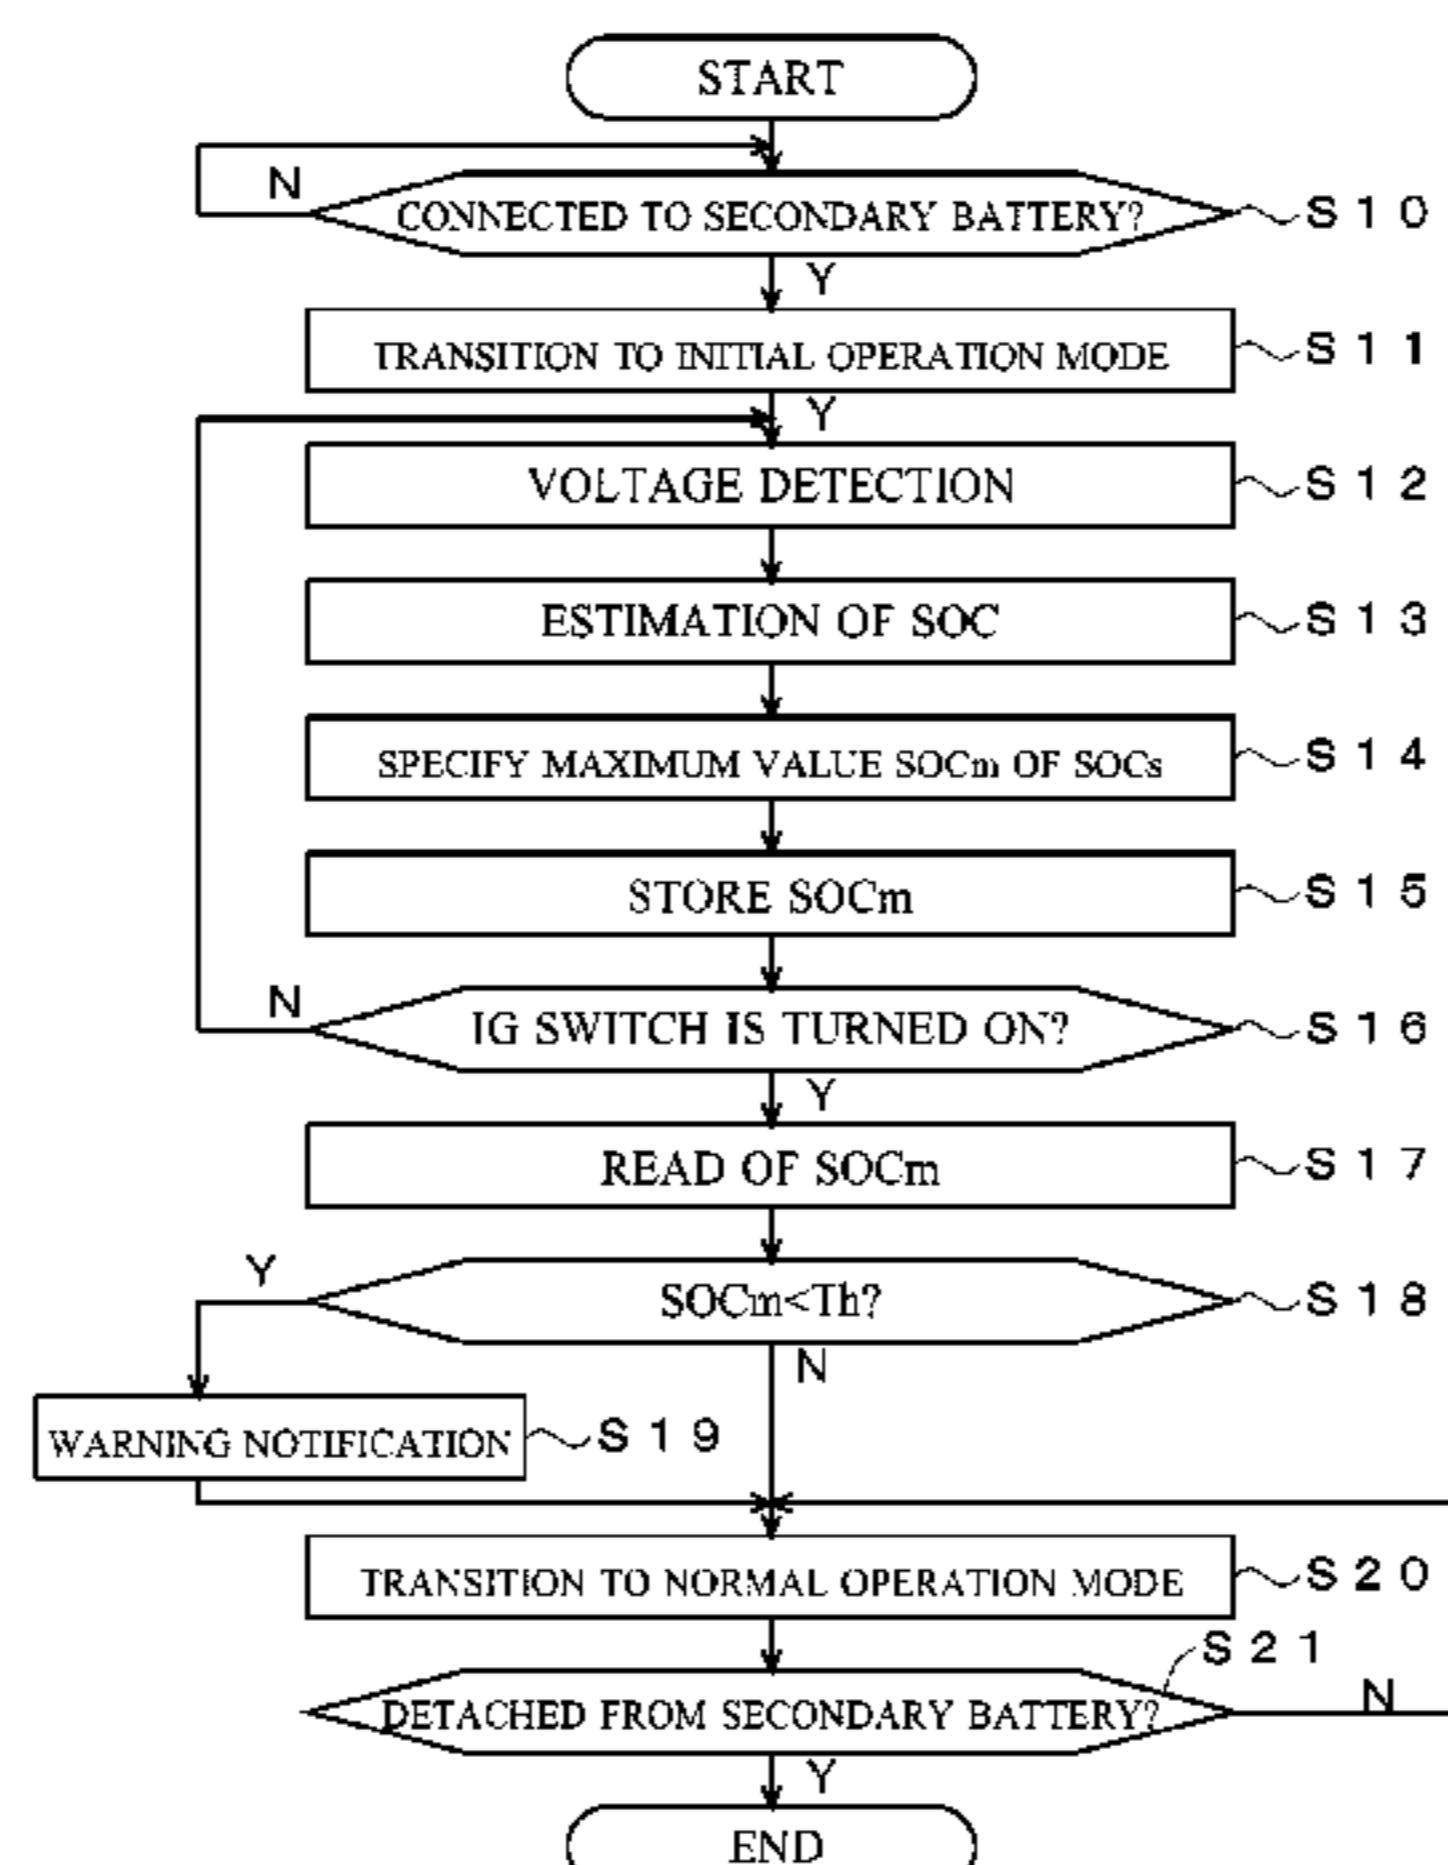 START
N
CONNECTED TO SECONDARY BATTERY?
S10
Y
TRANSITION TO INITIAL OPERATION MODE
S11
Y
VOLTAGE DETECTION
S12
ESTIMATION OF SOC
S13
SPECIFY MAXIMUM VALUE SOCm OF SOCs
S14
STORE SOCm
S15
N
IG SWITCH IS TURNED ON?
S16
Y
READ OF SOCm
S17
Y
SOCm<Th?
S18
N
WARNING NOTIFICATION
S19
TRANSITION TO NORMAL OPERATION MODE
S20
S21
DETACHED FROM SECONDARY BATTERY?
N
Y
END